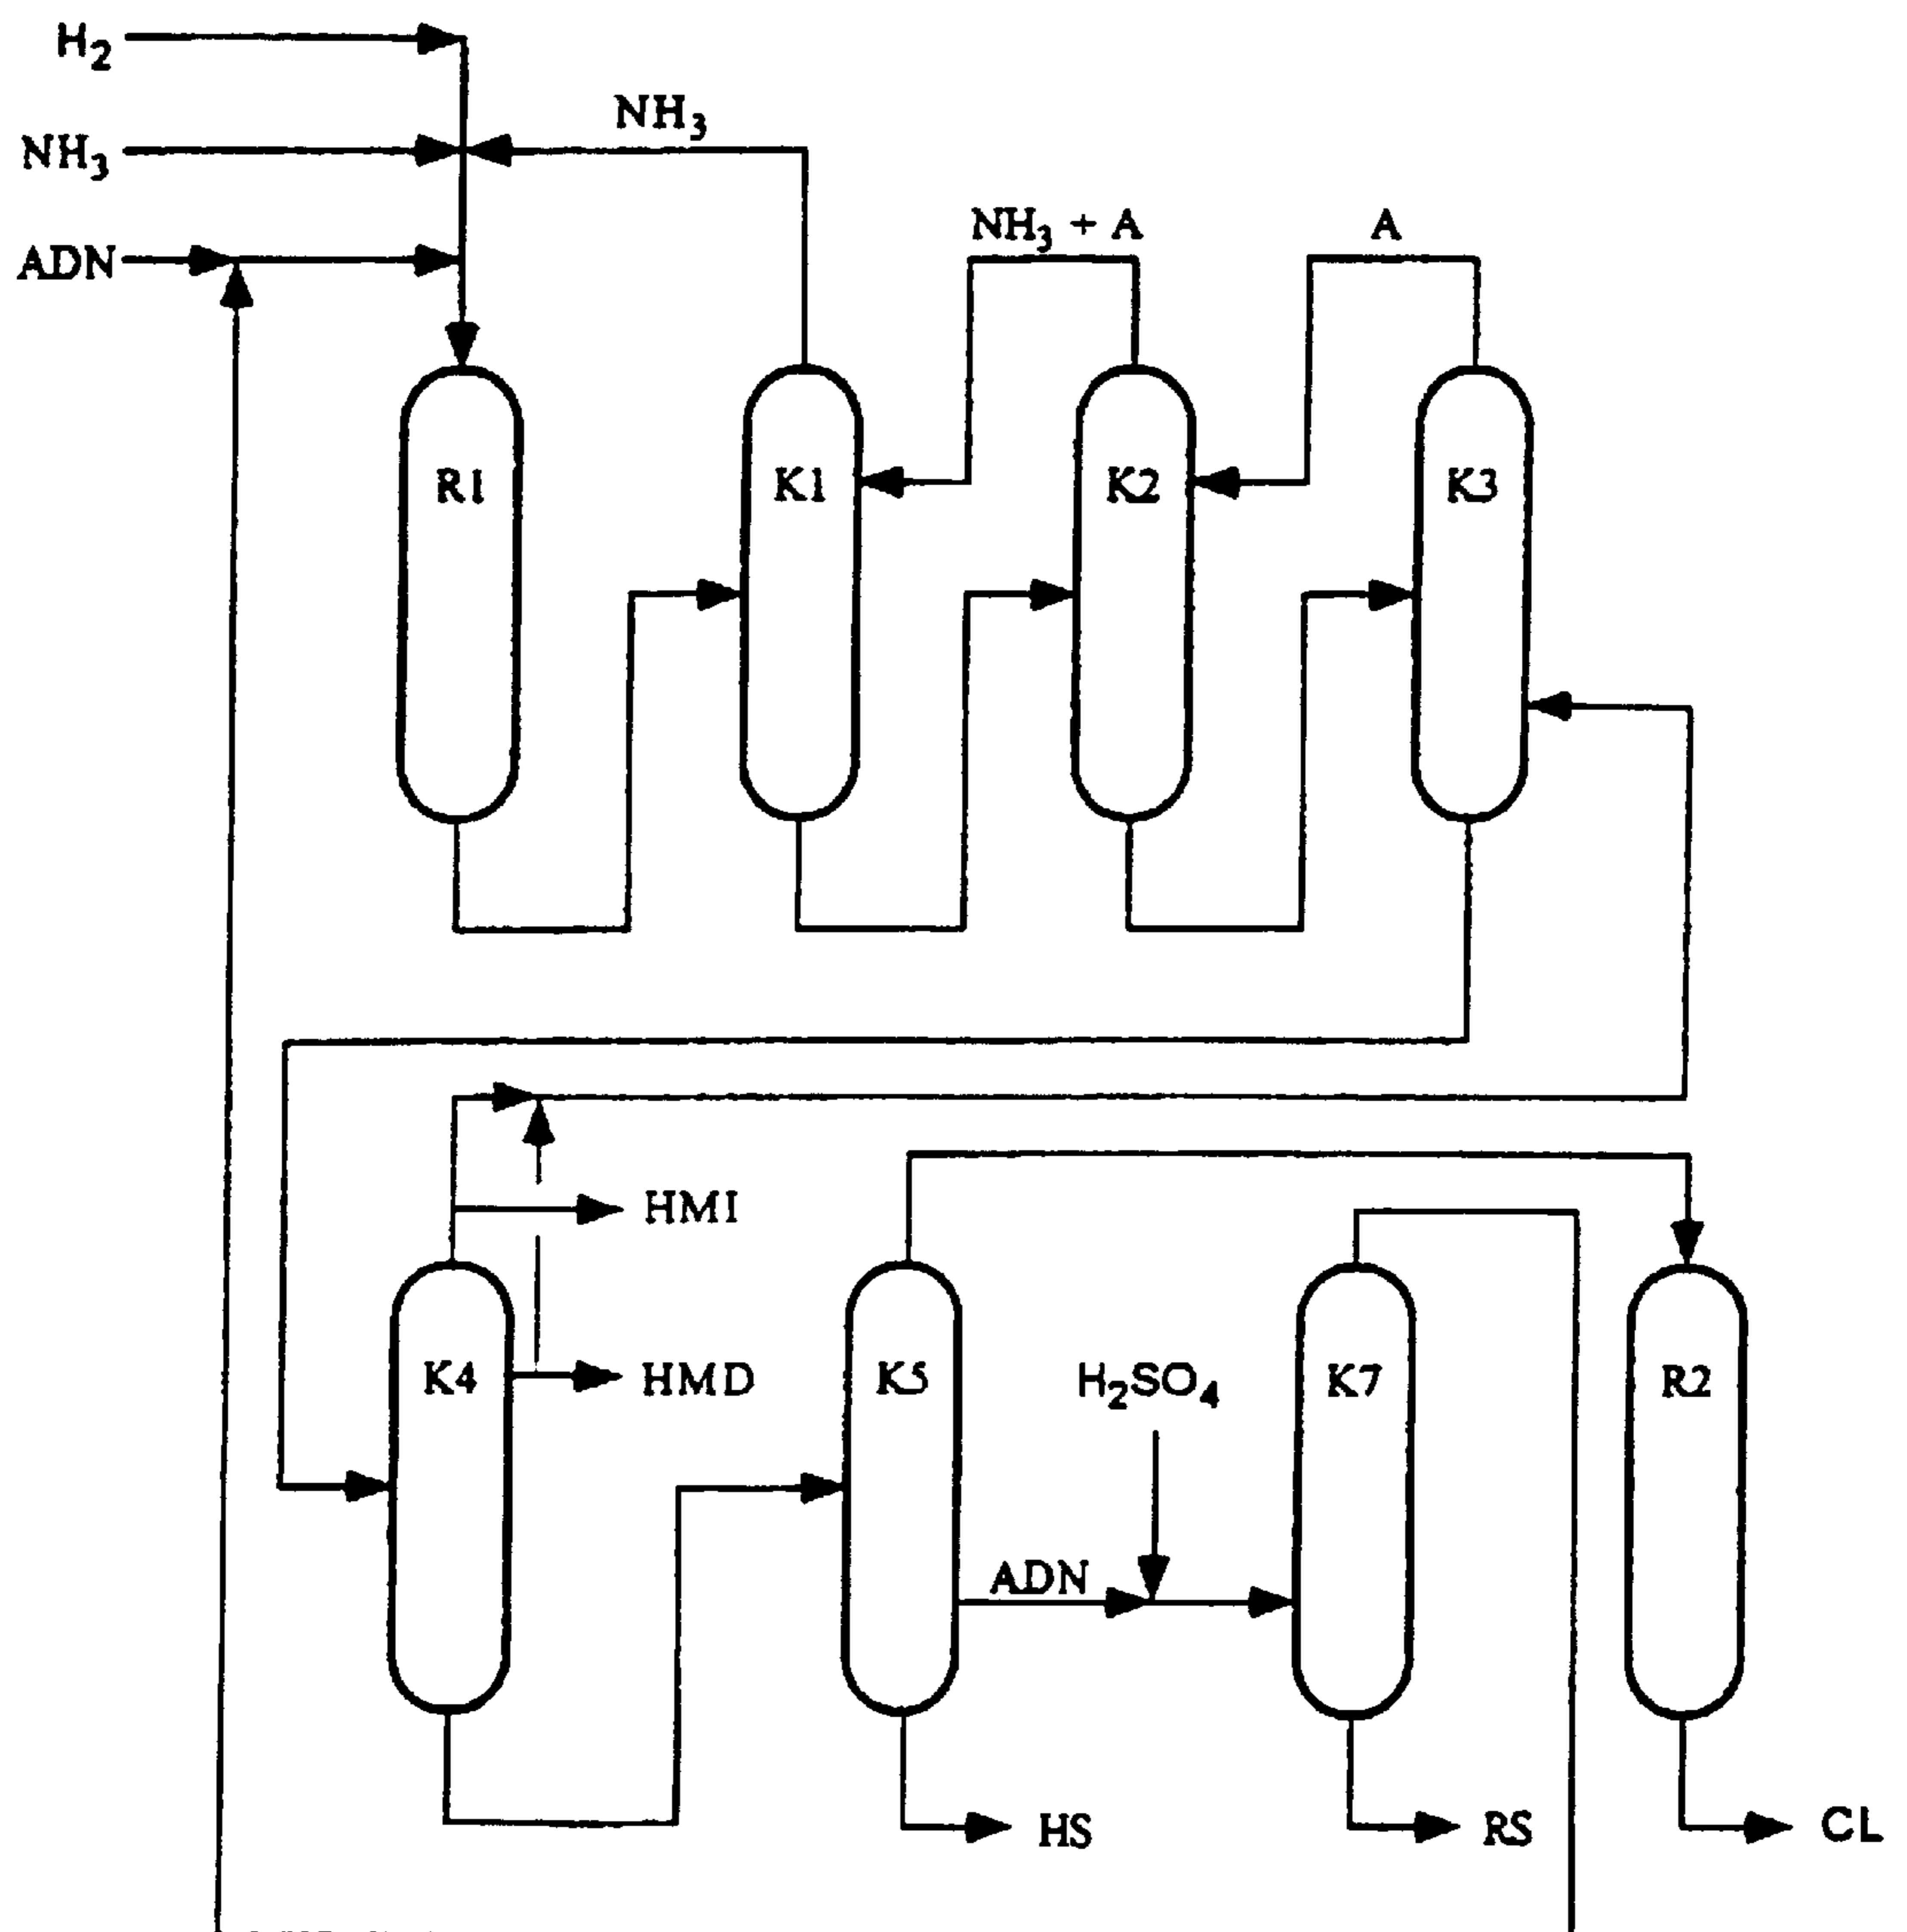 H₂
NH₃
NH₃
ADN
NH₃ + A
A
R1
K1
K2
K3
HMI
K4
HMD
K5
H₂SO₄
K7
R2
ADN
HS
RS
CL